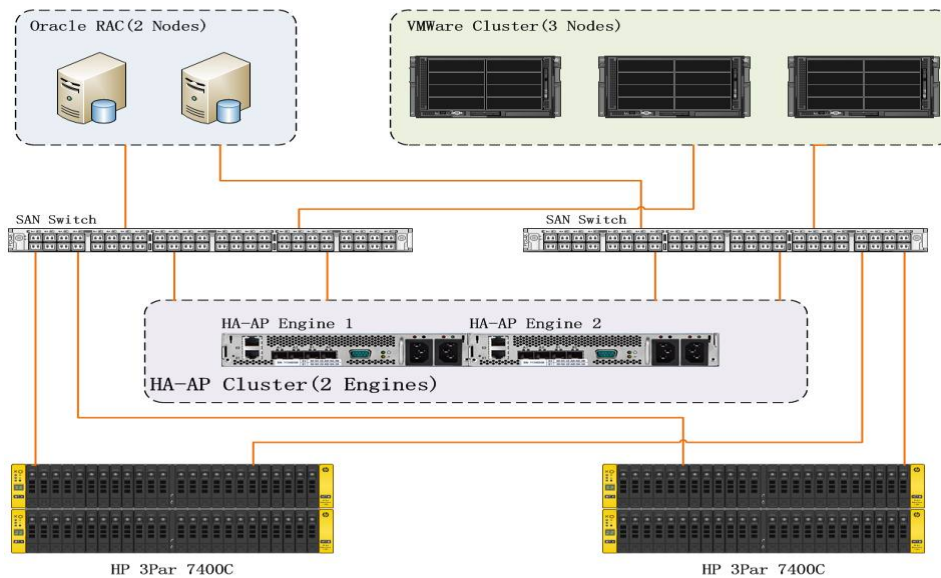 Oracle RAC(2 Nodes)
VMWare Cluster(3 Nodes)
SAN Switch
SAN Switch
HA-AP Engine 1
HA-AP Engine 2
HA-AP Cluster(2 Engines)
HP 3Par 7400C
HP 3Par 7400C